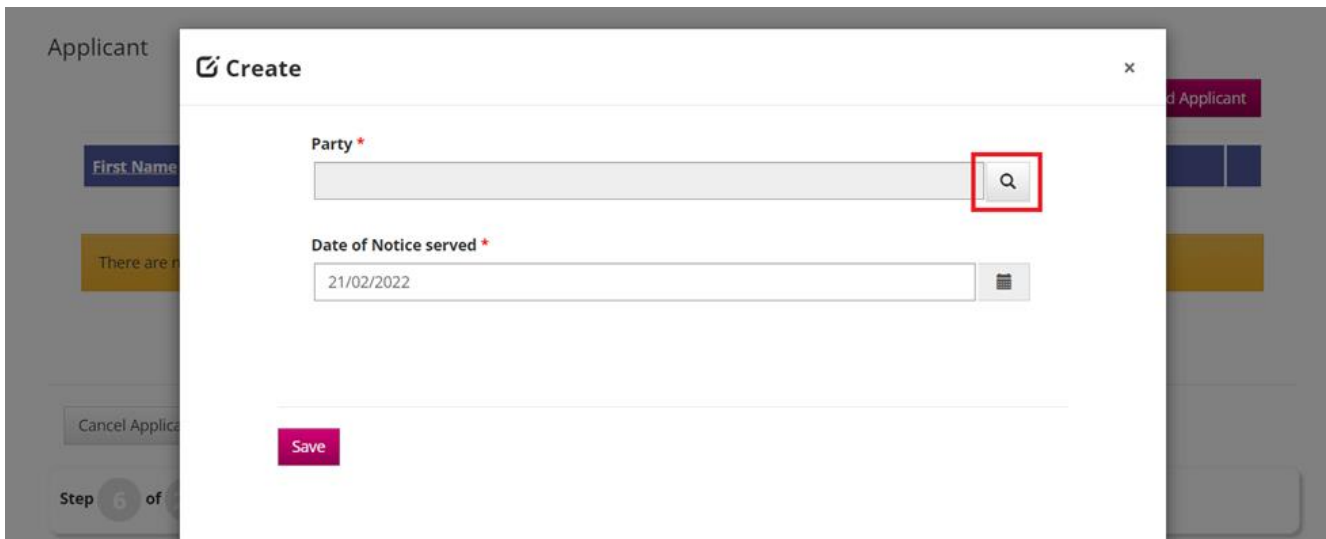 Applicant
Create
×
d Applicant
Party *
First Name
Date of Notice served *
There are n
21/02/2022
Cancel Applica
Save
Step 6 of